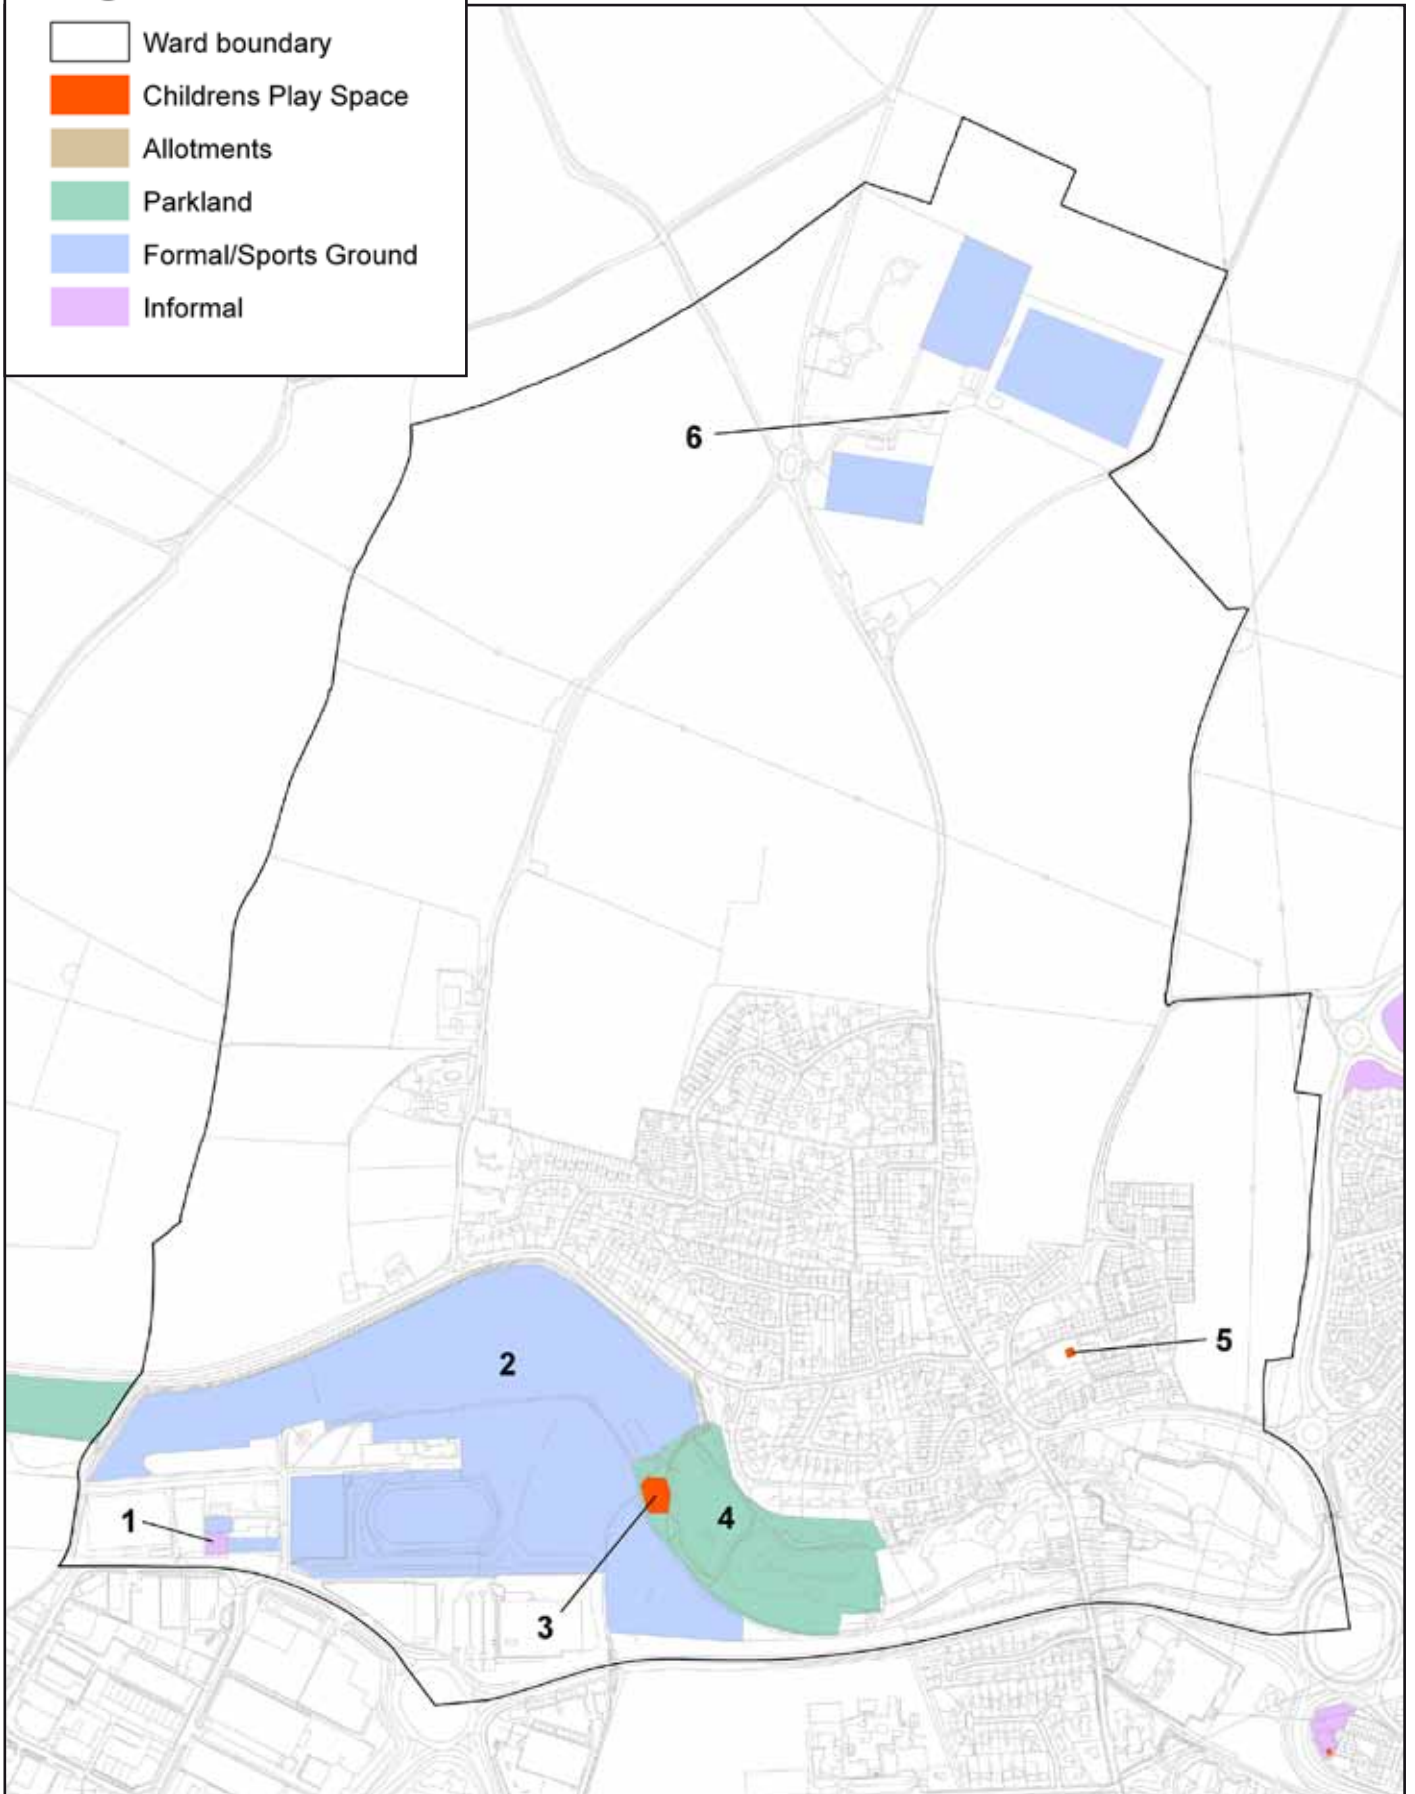 Ward boundary
Childrens Play Space
Allotments
Parkland
Formal/Sports Ground
Informal
6
5
2
1
4
3